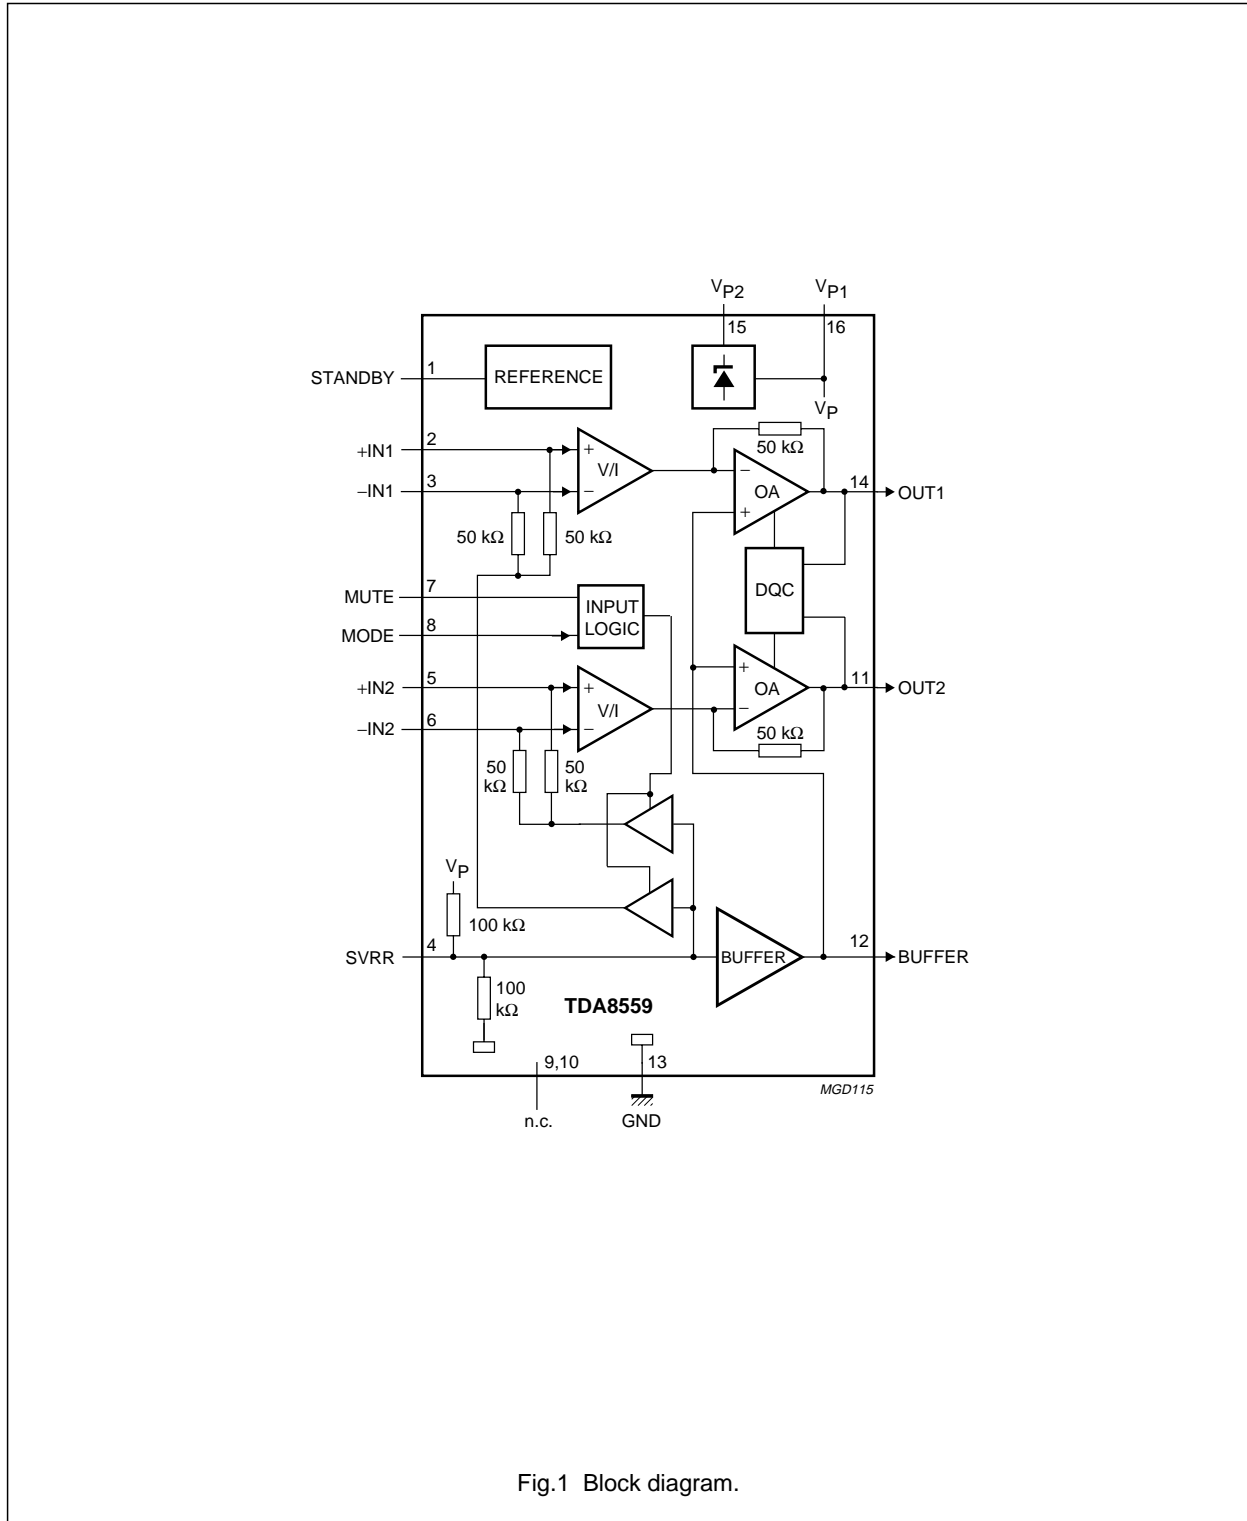 VP2
VP1
15
16
STANDBY
1
REFERENCE
VP
+IN1
2
50 kΩ
+
V/I
−
OA
−IN1
3
−
+
14
OUT1
50 kΩ
50 kΩ
DQC
MUTE
7
INPUT
LOGIC
MODE
8
+IN2
5
+
V/I
+
OA
11
OUT2
−IN2
6
−
−
50 kΩ
50
kΩ
50
kΩ
VP
100 kΩ
SVRR
4
BUFFER
12
BUFFER
100
kΩ
TDA8559
9,10
13
MGD115
n.c.
GND
Fig.1 Block diagram.